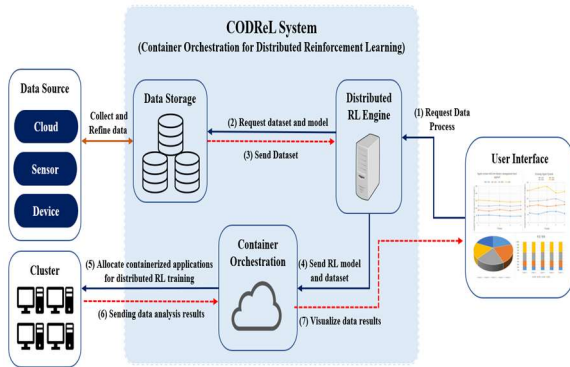 CODReL System
(Container Orchestration for Distributed Reinforcement Learning)
Data Source
Cloud
Sensor
Device
Collect and
Refine data
Data Storage
(2) Request dataset and model
(3) Send Dataset
Distributed
RL Engine
(1) Request Data
Process
User Interface
Cluster
(5) Allocate containerized applications
for distributed RL training
(6) Sending data analysis results
Container
Orchestration
(4) Send RL model
and dataset
(7) Visualize data results